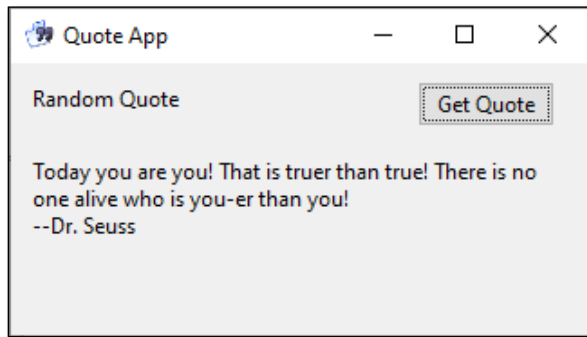 Quote App
Random Quote
Get Quote
Today you are you! That is truer than true! There is no
one alive who is you-er than you!
--Dr. Seuss